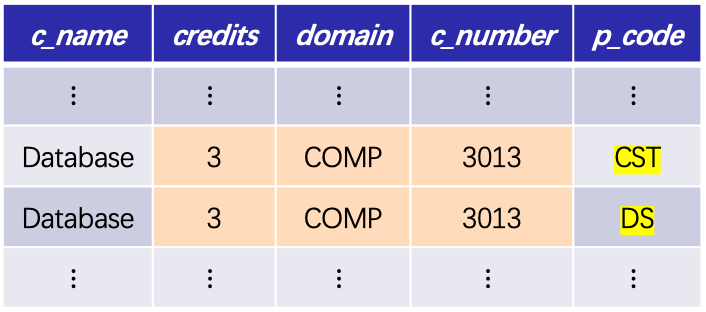 c_name credits domain c_number p_code
⋮ ⋮ ⋮ ⋮ ⋮
Database 3 COMP 3013 CST
Database 3 COMP 3013 DS
⋮ ⋮ ⋮ ⋮ ⋮